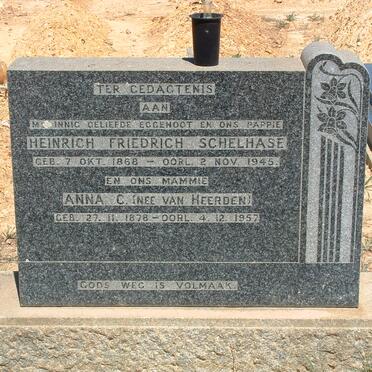 TER GEDAGTENIS
AAN
MY INNIG GELIEFDE EGGENOOT EN ONS PAPPIE
HEINRICH FRIEDRICH SCHELHASE
GEB. 7 OKT. 1868 – OORL. 2 NOV. 1945.
EN ONS MAMMIE
ANNA C. (NEE VAN HEERDEN)
GEB. 27. 11. 1878 – OORL. 4. 12. 1957
GODS WEG IS VOLMAAK.